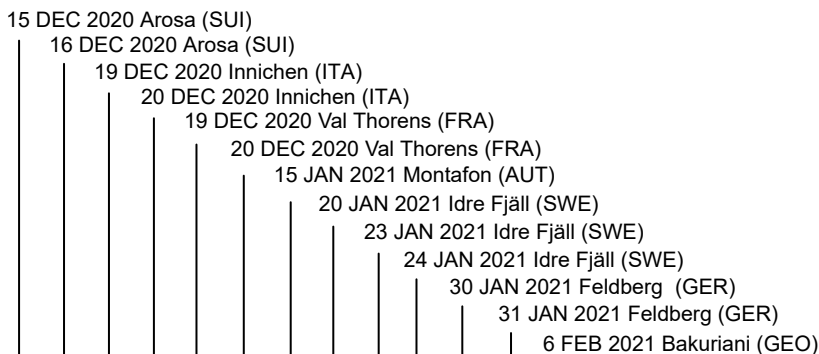 15 DEC 2020 Arosa (SUI)
16 DEC 2020 Arosa (SUI)
19 DEC 2020 Innichen (ITA)
20 DEC 2020 Innichen (ITA)
19 DEC 2020 Val Thorens (FRA)
20 DEC 2020 Val Thorens (FRA)
15 JAN 2021 Montafon (AUT)
20 JAN 2021 Idre Fjäll (SWE)
23 JAN 2021 Idre Fjäll (SWE)
24 JAN 2021 Idre Fjäll (SWE)
30 JAN 2021 Feldberg (GER)
31 JAN 2021 Feldberg (GER)
6 FEB 2021 Bakuriani (GEO)